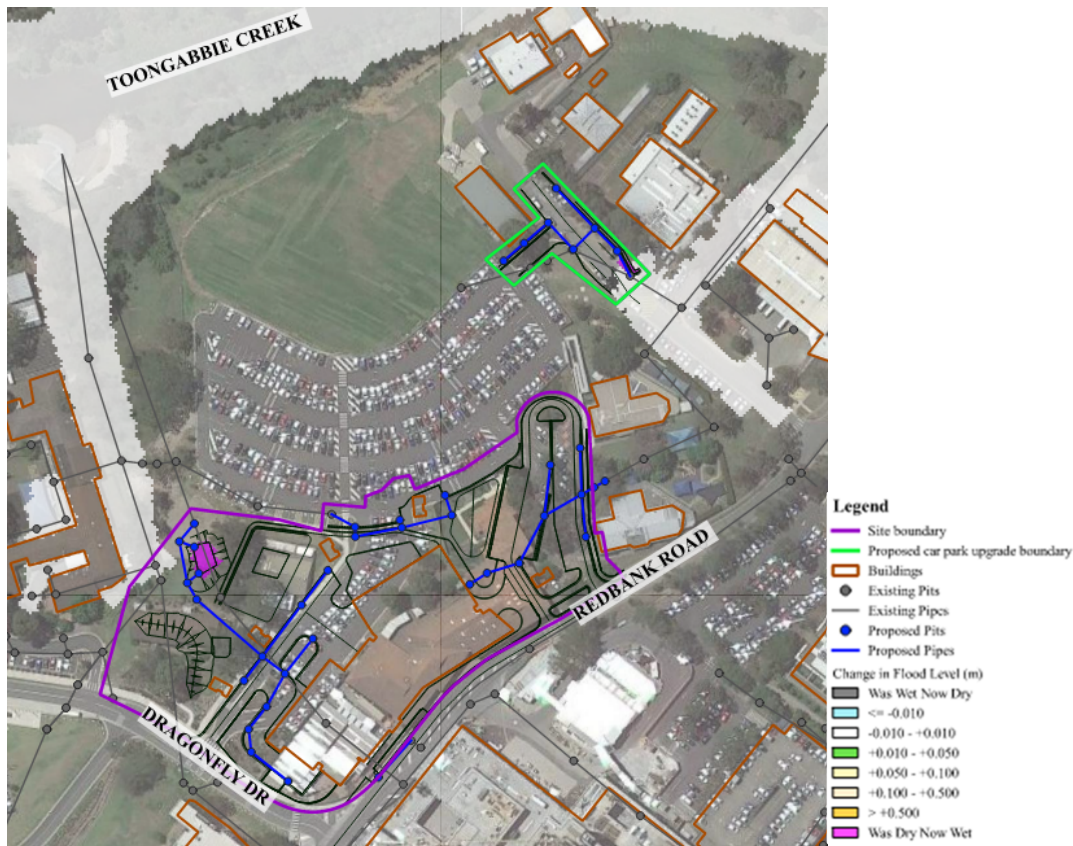 TOONGABBIE CREEK
REDBANK ROAD
DRAGONFLY DR
Legend
Site boundary
Proposed car park upgrade boundary
Buildings
Existing Pits
Existing Pipes
Proposed Pits
Proposed Pipes
Change in Flood Level (m)
Was Wet Now Dry
<= -0.010
-0.010 - +0.010
+0.010 - +0.050
+0.050 - +0.100
+0.100 - +0.500
> +0.500
Was Dry Now Wet